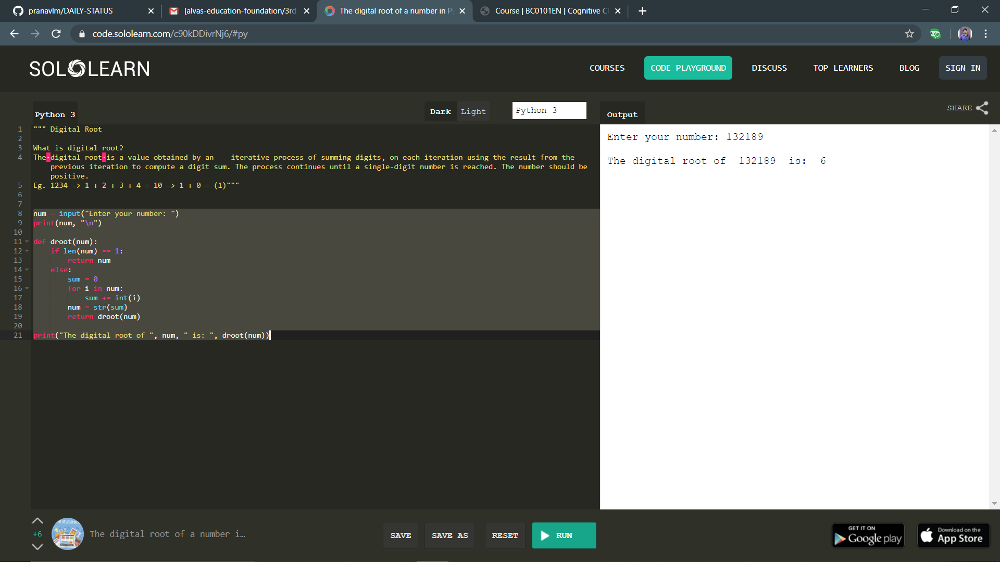 pranavlm/DAILY-STATUS
[alvas-education-foundation/3rd
The digital root of a number in P
Course | BC0101EN | Cognitive Cl
code.sololearn.com/c90kDDivrNj6/#py
SOLOLEARN
COURSES
CODE PLAYGROUND
DISCUSS
TOP LEARNERS
BLOG
SIGN IN
Python 3
Dark
Light
Python 3
Output
SHARE
1 """ Digital Root
2
3 What is digital root?
4 The·digital root·is a value obtained by an    iterative process of summing digits, on each iteration using the result from the
previous iteration to compute a digit sum. The process continues until a single-digit number is reached. The number should be
positive.
5 Eg. 1234 -> 1 + 2 + 3 + 4 = 10 -> 1 + 0 = (1)"""
6
7
8 num = input("Enter your number: ")
9 print(num, "\n")
10
11 def droot(num):
12     if len(num) == 1:
13         return num
14     else:
15         sum = 0
16         for i in num:
17             sum += int(i)
18         num = str(sum)
19         return droot(num)
20
21 print("The digital root of ", num, " is: ", droot(num))
Enter your number: 132189
The digital root of  132189  is:  6
+6
The digital root of a number i...
SAVE
SAVE AS
RESET
RUN
GET IT ON
Google play
Download on the
App Store